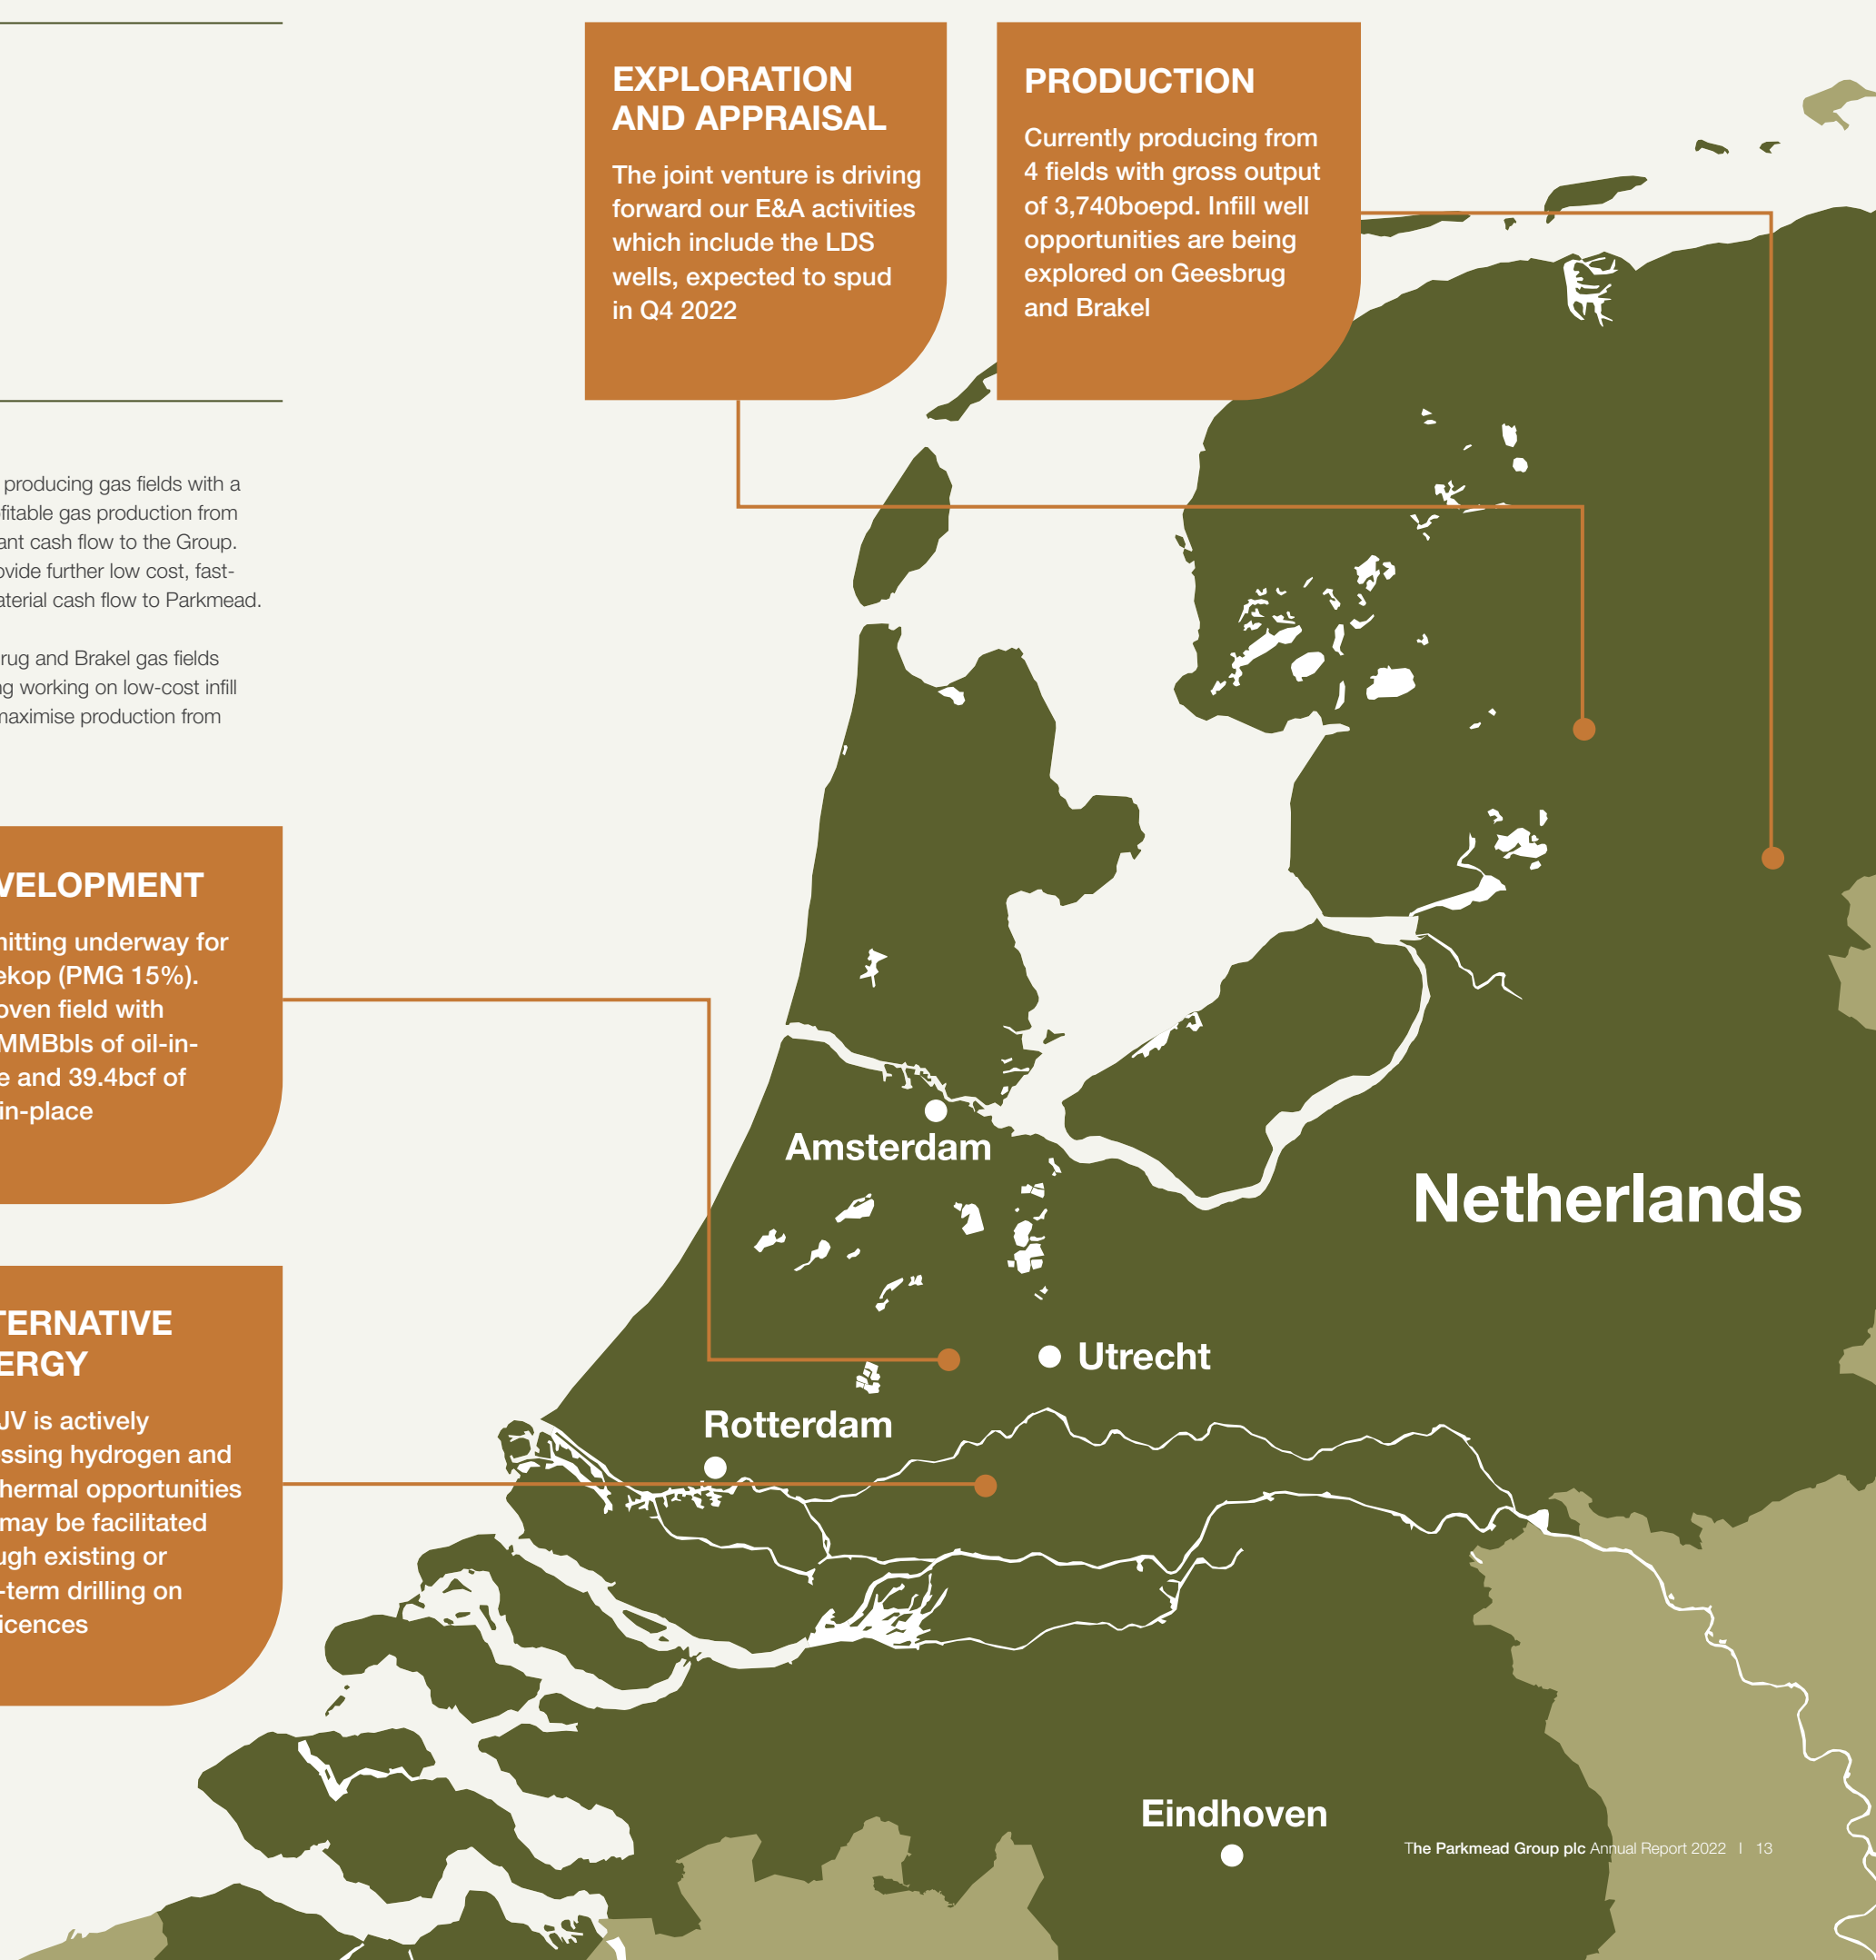 EXPLORATION
AND APPRAISAL
The joint venture is driving
forward our E&A activities
which include the LDS
wells, expected to spud
in Q4 2022
PRODUCTION
Currently producing from
4 fields with gross output
of 3,740boepd. Infill well
opportunities are being
explored on Geesbrug
and Brakel
producing gas fields with a
fitable gas production from
ant cash flow to the Group.
ovide further low cost, fast-
aterial cash flow to Parkmead.
rug and Brakel gas fields
ng working on low-cost infill
maximise production from
VELOPMENT
mitting underway for
ekop (PMG 15%).
oven field with
MMBbls of oil-in-
e and 39.4bcf of
in-place
TERNATIVE
ERGY
JV is actively
essing hydrogen and
thermal opportunities
may be facilitated
ugh existing or
-term drilling on
licences
Amsterdam
Netherlands
Utrecht
Rotterdam
Eindhoven
The Parkmead Group plc Annual Report 2022 | 13